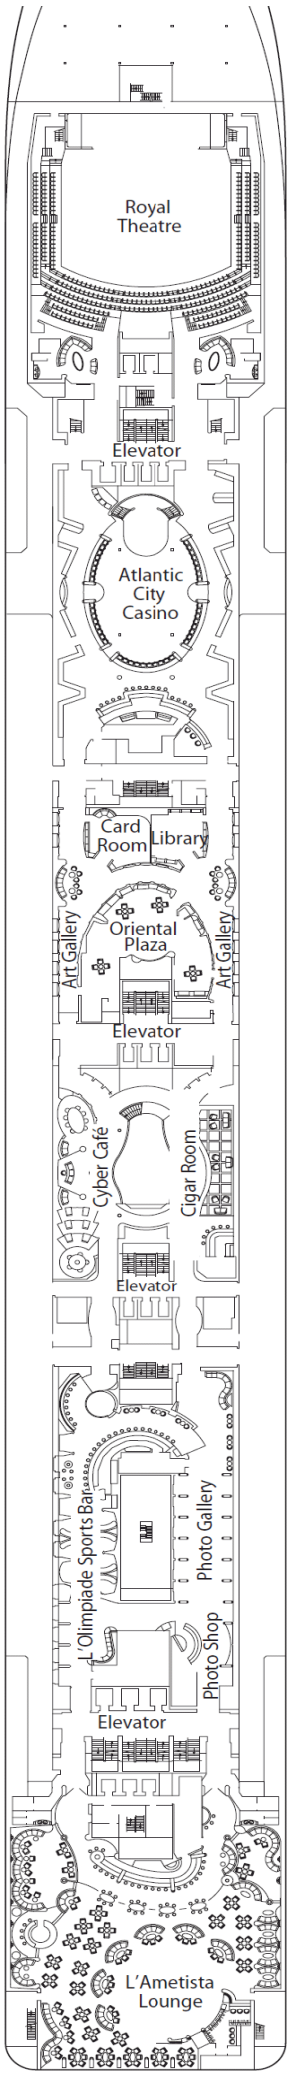 Royal
Theatre
Elevator
Atlantic
City
Casino
Card
Room
Library
Oriental
Plaza
Art Gallery
Art Gallery
Elevator
Cyber Café
Cigar Room
Elevator
L'Olimpiade Sports Bar
Photo Gallery
Photo Shop
Elevator
L'Ametista
Lounge